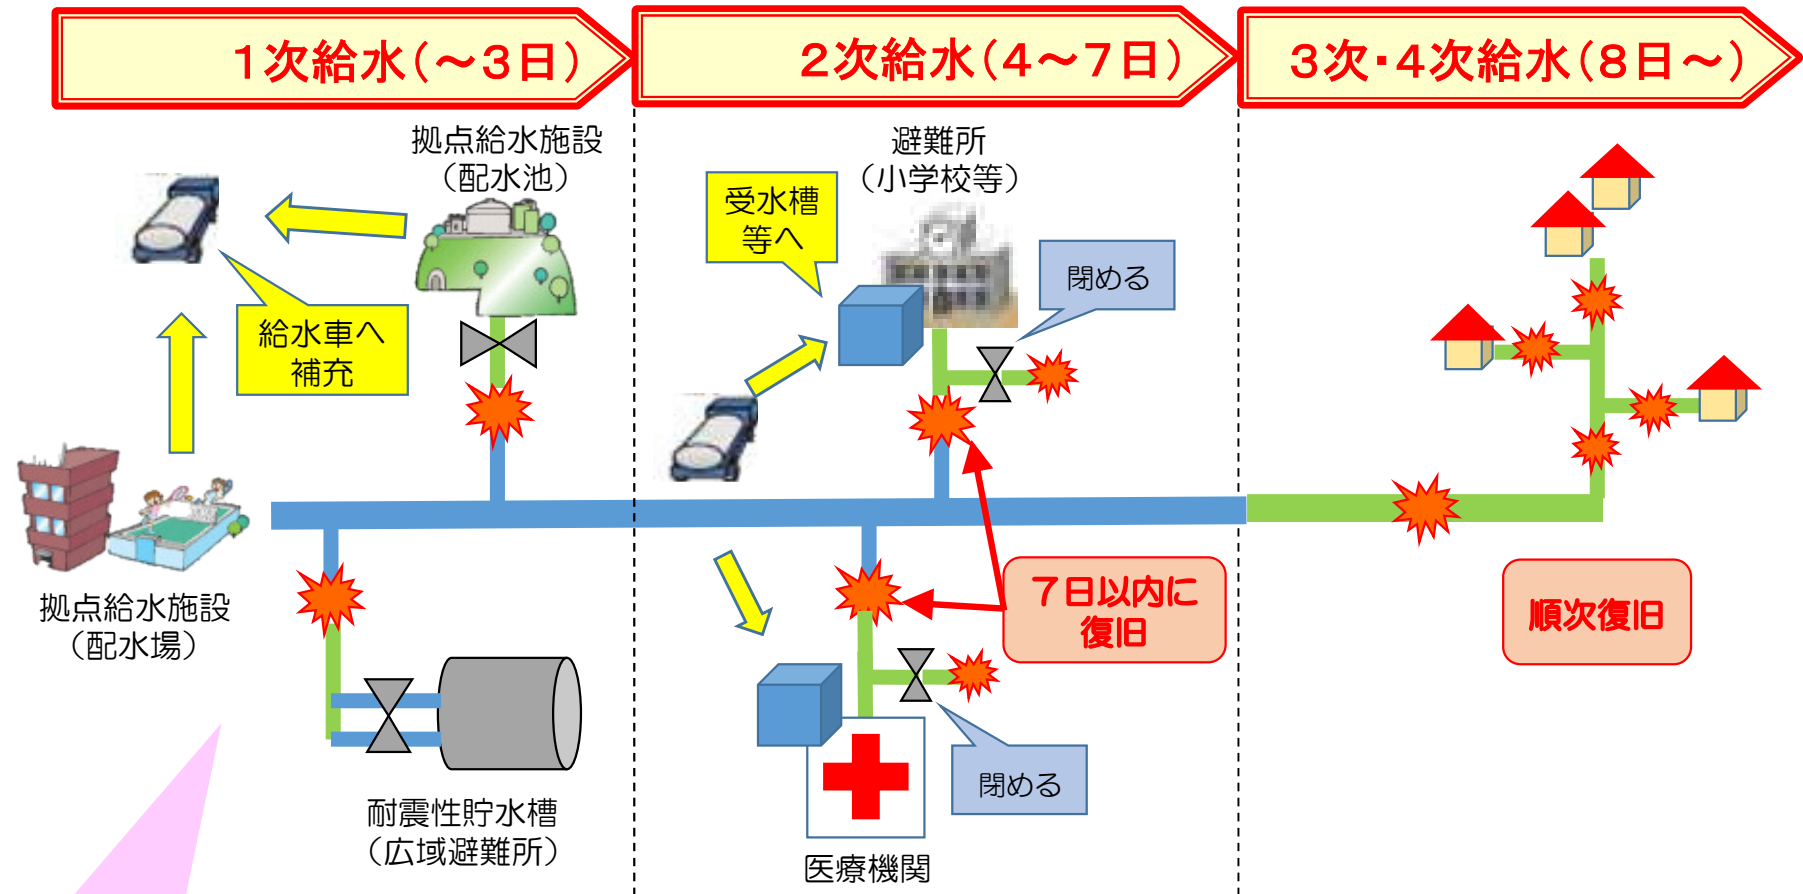 1次給水(～3日)
2次給水(4～7日)
3次・4次給水(8日～)
拠点給水施設
(配水池)
給水車へ
補充
拠点給水施設
(配水場)
耐震性貯水槽
(広域避難所)
避難所
(小学校等)
受水槽
等へ
閉める
7日以内に
復旧
閉める
医療機関
順次復旧